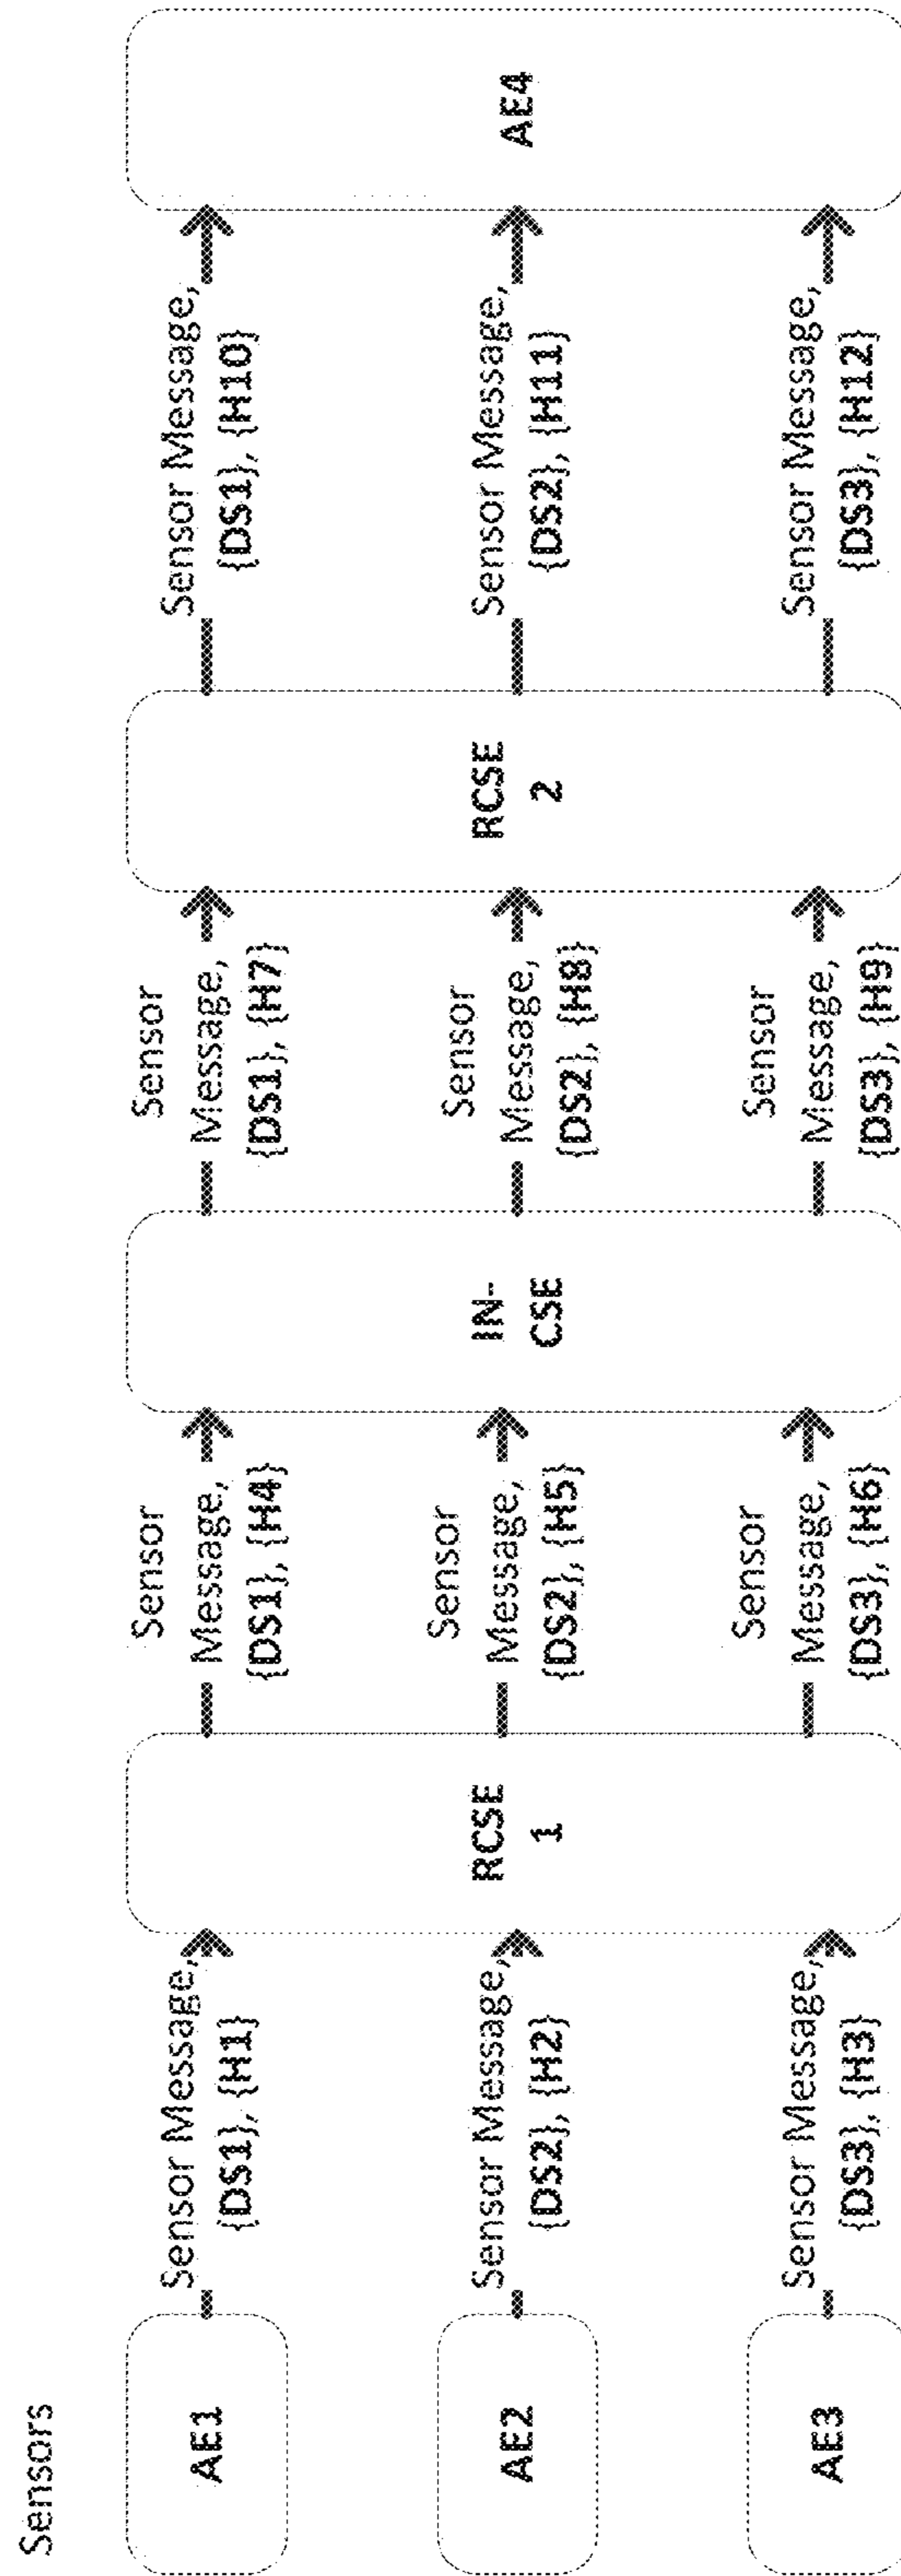 Sensors
AE1
Sensor Message,
{DS1}, {H1}
AE2
Sensor Message,
{DS2}, {H2}
AE3
Sensor Message,
{DS3}, {H3}
RCSE
1
Sensor
Message,
{DS1}, {H4}
Sensor
Message,
{DS2}, {H5}
Sensor
Message,
{DS3}, {H6}
IN-
CSE
Sensor
Message,
{DS1}, {H7}
Sensor
Message,
{DS2}, {H8}
Sensor
Message,
{DS3}, {H9}
RCSE
2
Sensor Message,
{DS1}, {H10}
Sensor Message,
{DS2}, {H11}
Sensor Message,
{DS3}, {H12}
AE4